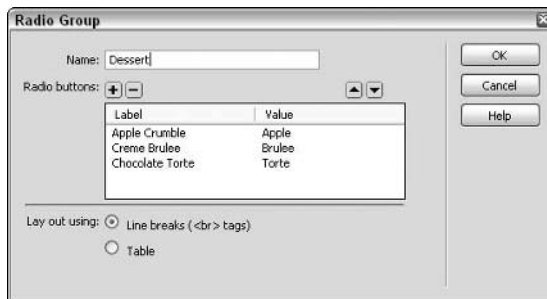 Radio Group
Name: Dessert
OK
Radio buttons:
Cancel
Label Value
Help
Apple Crumble Apple
Creme Brulee Brulee
Chocolate Torte Torte
Lay out using: Line breaks (<br> tags)
Table